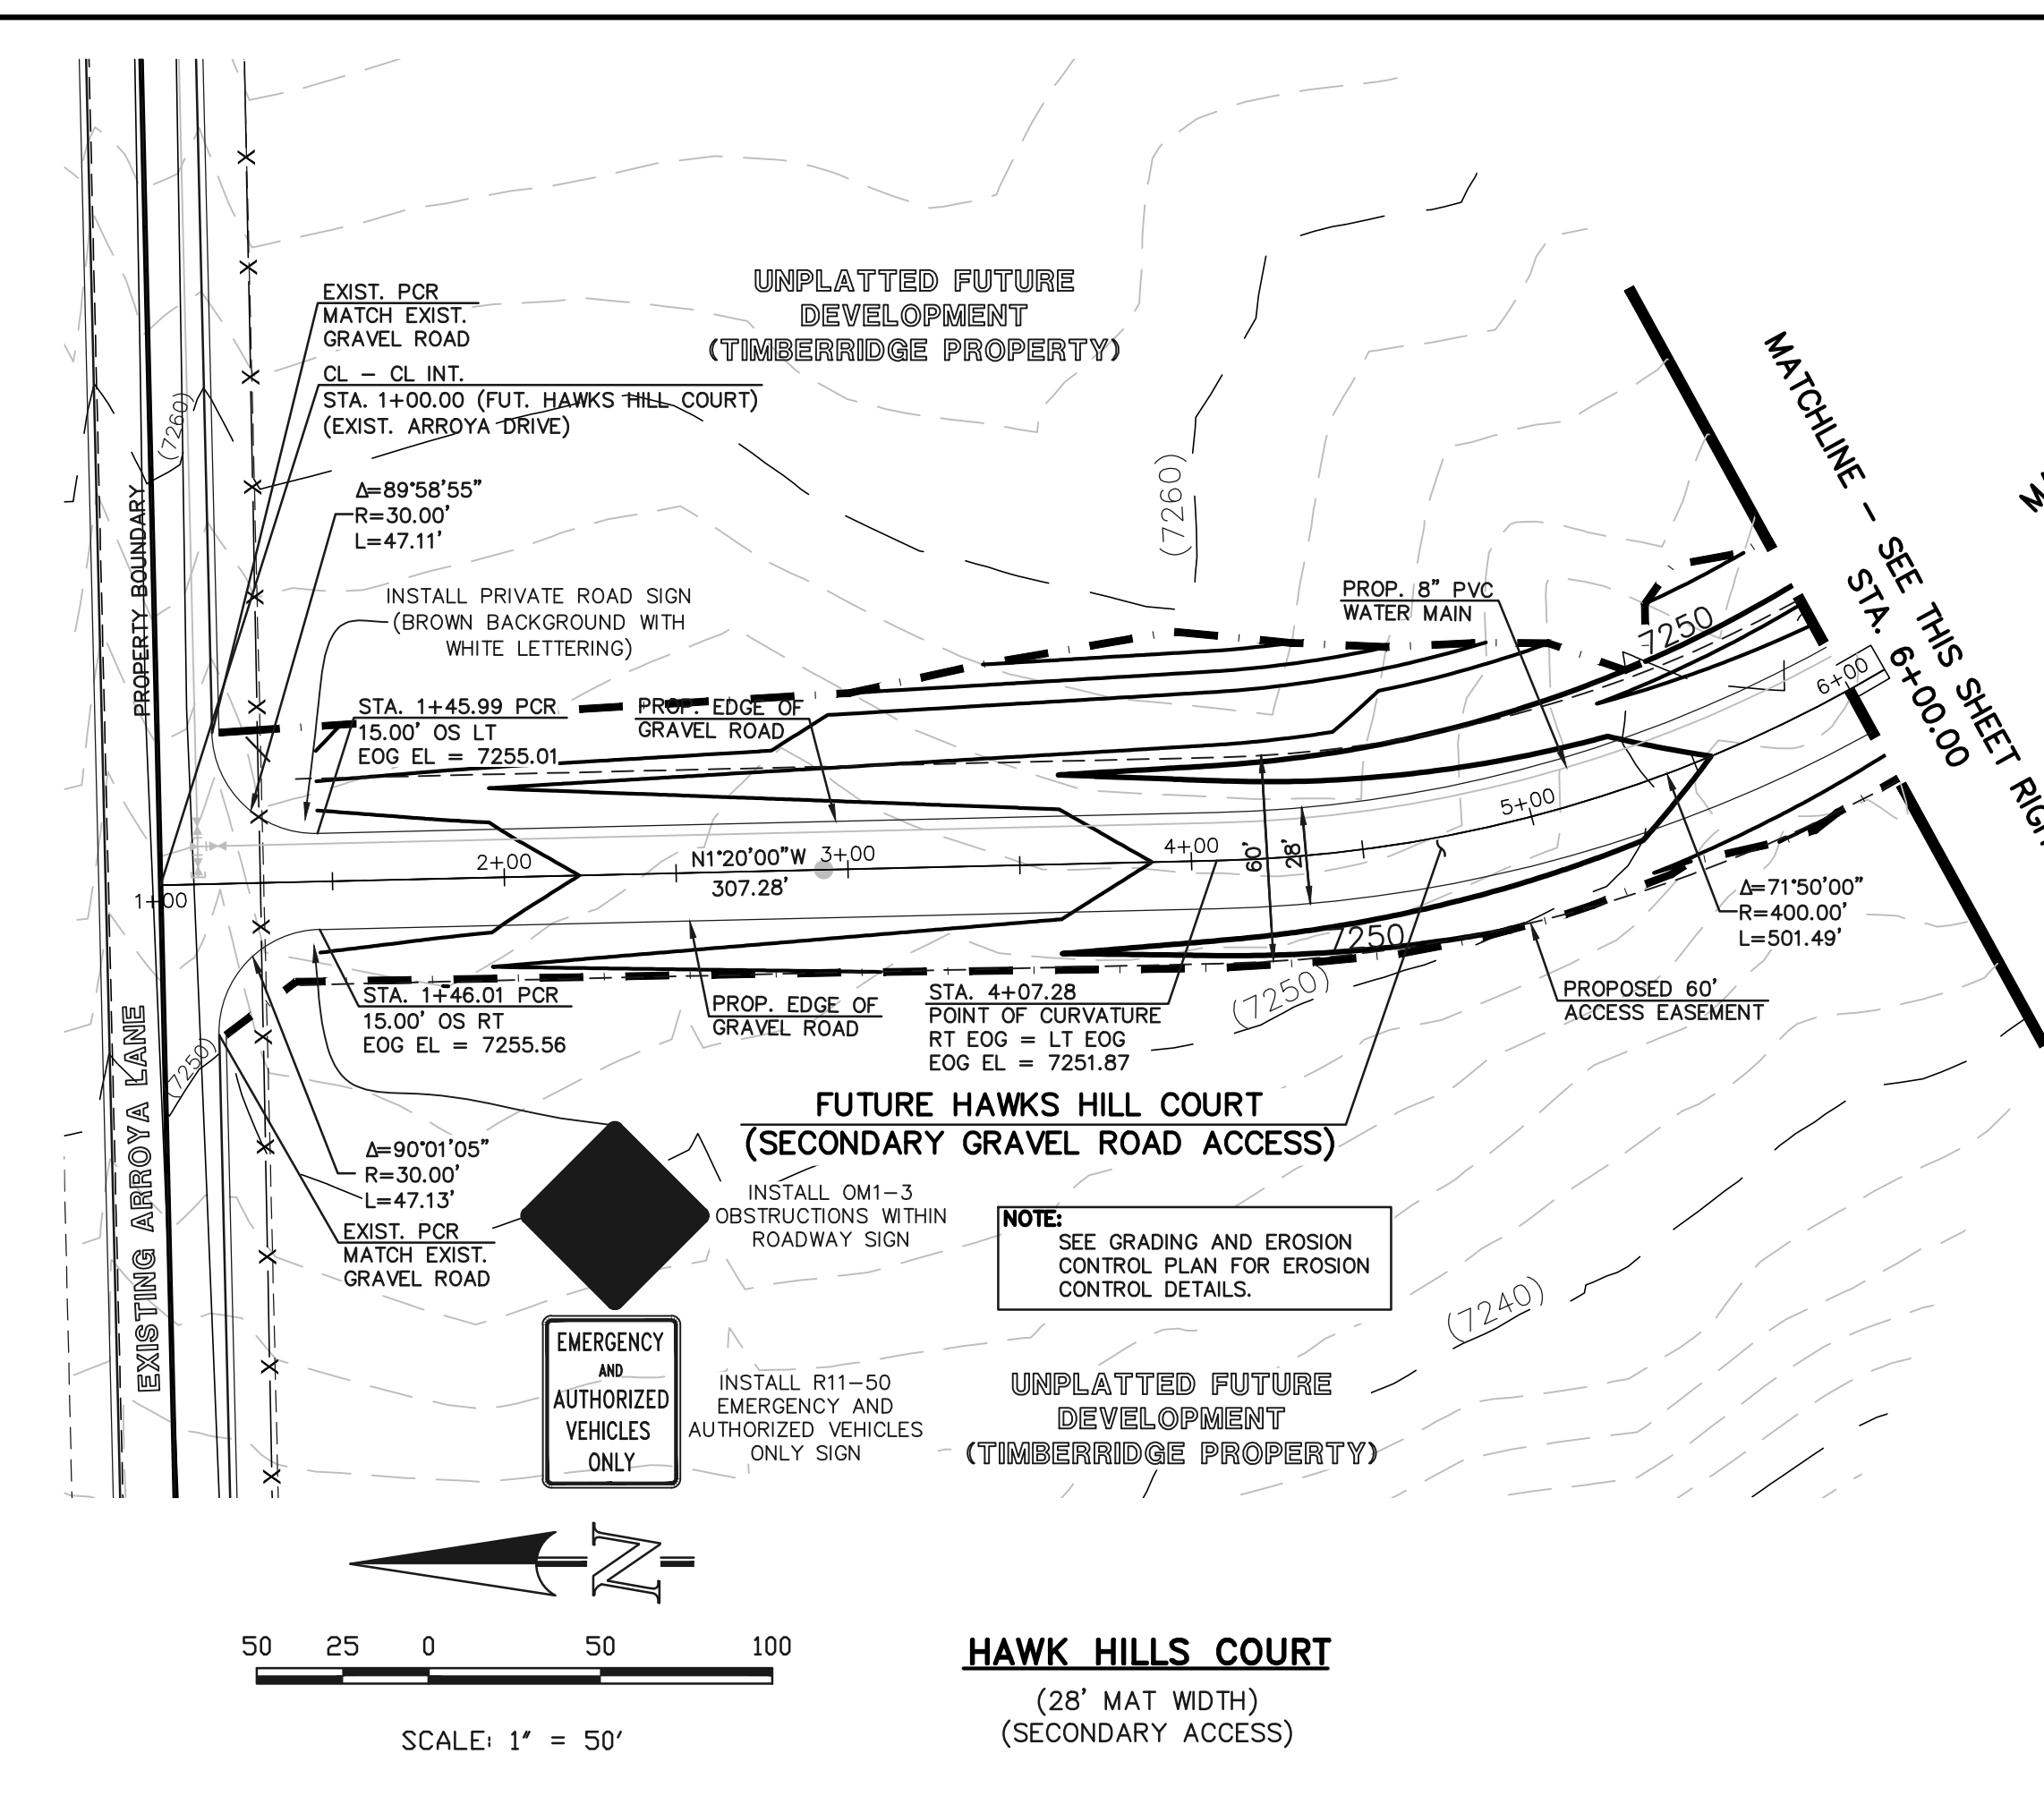 UNPLATTED FUTURE
DEVELOPMENT
(TIMBERRIDGE PROPERTY)
EXIST. PCR
MATCH EXIST.
GRAVEL ROAD
CL - CL INT.
STA. 1+00.00 (FUT. HAWKS HILL COURT)
(EXIST. ARROYA DRIVE)
(7260)
Δ=89°58'55"
R=30.00'
L=47.11'
PROPERTY BOUNDARY
(7260)
INSTALL PRIVATE ROAD SIGN
(BROWN BACKGROUND WITH
WHITE LETTERING)
PROP. 8" PVC
WATER MAIN
MATCHLINE - SEE THIS SHEET RIGH
STA. 6+00.00
7250
6+00
STA. 1+45.99 PCR
15.00' OS LT
EOG EL = 7255.01
PROP. EDGE OF
GRAVEL ROAD
1+00
2+00
N1°20'00"W
307.28'
3+00
4+00
60'
28'
5+00
Δ=71°50'00"
R=400.00'
L=501.49'
7250
(7250)
PROPOSED 60'
ACCESS EASEMENT
STA. 1+46.01 PCR
15.00' OS RT
EOG EL = 7255.56
PROP. EDGE OF
GRAVEL ROAD
STA. 4+07.28
POINT OF CURVATURE
RT EOG = LT EOG
EOG EL = 7251.87
(7250)
EXISTING ARROYA LANE
FUTURE HAWKS HILL COURT
(SECONDARY GRAVEL ROAD ACCESS)
Δ=90°01'05"
R=30.00'
L=47.13'
EXIST. PCR
MATCH EXIST.
GRAVEL ROAD
INSTALL OM1-3
OBSTRUCTIONS WITHIN
ROADWAY SIGN
NOTE:
SEE GRADING AND EROSION
CONTROL PLAN FOR EROSION
CONTROL DETAILS.
(7240)
EMERGENCY
AND
AUTHORIZED
VEHICLES
ONLY
INSTALL R11-50
EMERGENCY AND
AUTHORIZED VEHICLES
ONLY SIGN
UNPLATTED FUTURE
DEVELOPMENT
(TIMBERRIDGE PROPERTY)
N
50 25 0 50 100
SCALE: 1" = 50'
HAWK HILLS COURT
(28' MAT WIDTH)
(SECONDARY ACCESS)